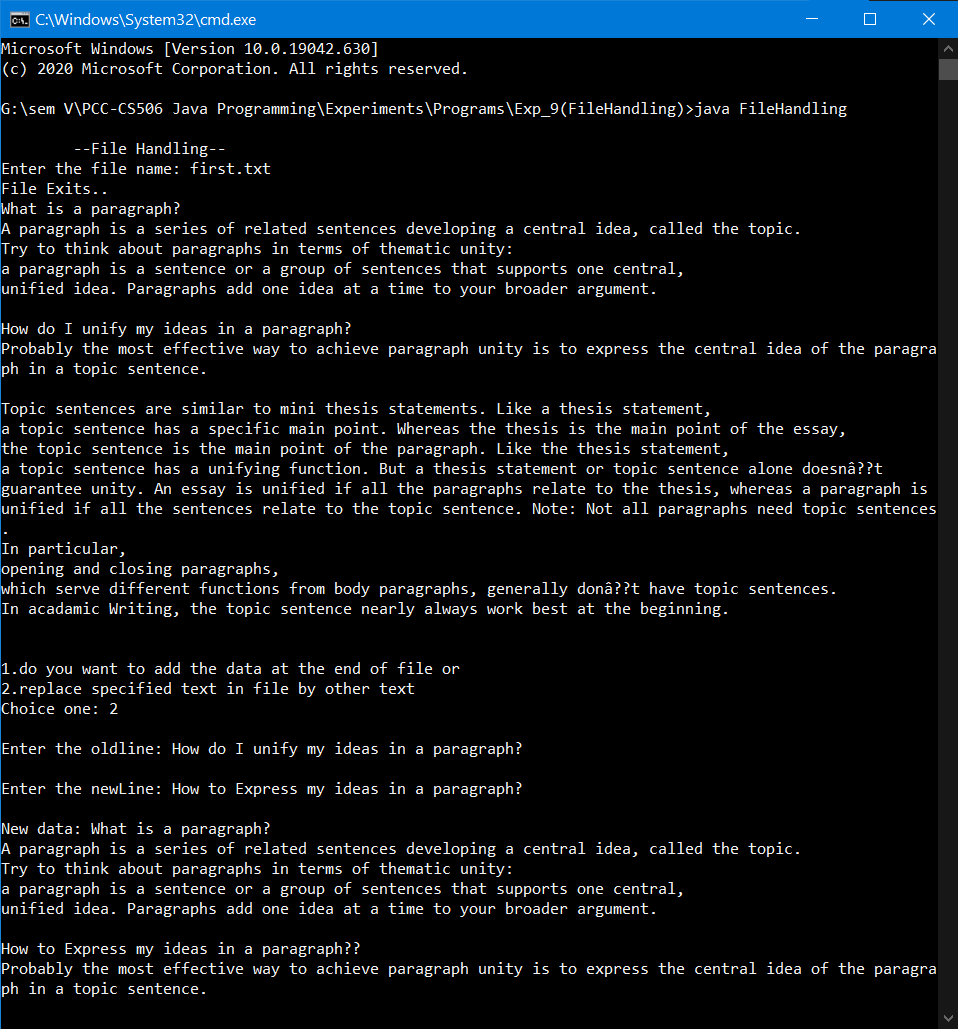 C:\Windows\System32\cmd.exe
Microsoft Windows [Version 10.0.19042.630]
(c) 2020 Microsoft Corporation. All rights reserved.
G:\sem V\PCC-CS506 Java Programming\Experiments\Programs\Exp_9(FileHandling)>java FileHandling
--File Handling--
Enter the file name: first.txt
File Exits..
What is a paragraph?
A paragraph is a series of related sentences developing a central idea, called the topic.
Try to think about paragraphs in terms of thematic unity:
a paragraph is a sentence or a group of sentences that supports one central,
unified idea. Paragraphs add one idea at a time to your broader argument.
How do I unify my ideas in a paragraph?
Probably the most effective way to achieve paragraph unity is to express the central idea of the paragra
ph in a topic sentence.
Topic sentences are similar to mini thesis statements. Like a thesis statement,
a topic sentence has a specific main point. Whereas the thesis is the main point of the essay,
the topic sentence is the main point of the paragraph. Like the thesis statement,
a topic sentence has a unifying function. But a thesis statement or topic sentence alone doesnâ??t
guarantee unity. An essay is unified if all the paragraphs relate to the thesis, whereas a paragraph is
unified if all the sentences relate to the topic sentence. Note: Not all paragraphs need topic sentences
.
In particular,
opening and closing paragraphs,
which serve different functions from body paragraphs, generally donâ??t have topic sentences.
In acadamic Writing, the topic sentence nearly always work best at the beginning.
1.do you want to add the data at the end of file or
2.replace specified text in file by other text
Choice one: 2
Enter the oldline: How do I unify my ideas in a paragraph?
Enter the newLine: How to Express my ideas in a paragraph?
New data: What is a paragraph?
A paragraph is a series of related sentences developing a central idea, called the topic.
Try to think about paragraphs in terms of thematic unity:
a paragraph is a sentence or a group of sentences that supports one central,
unified idea. Paragraphs add one idea at a time to your broader argument.
How to Express my ideas in a paragraph??
Probably the most effective way to achieve paragraph unity is to express the central idea of the paragra
ph in a topic sentence.